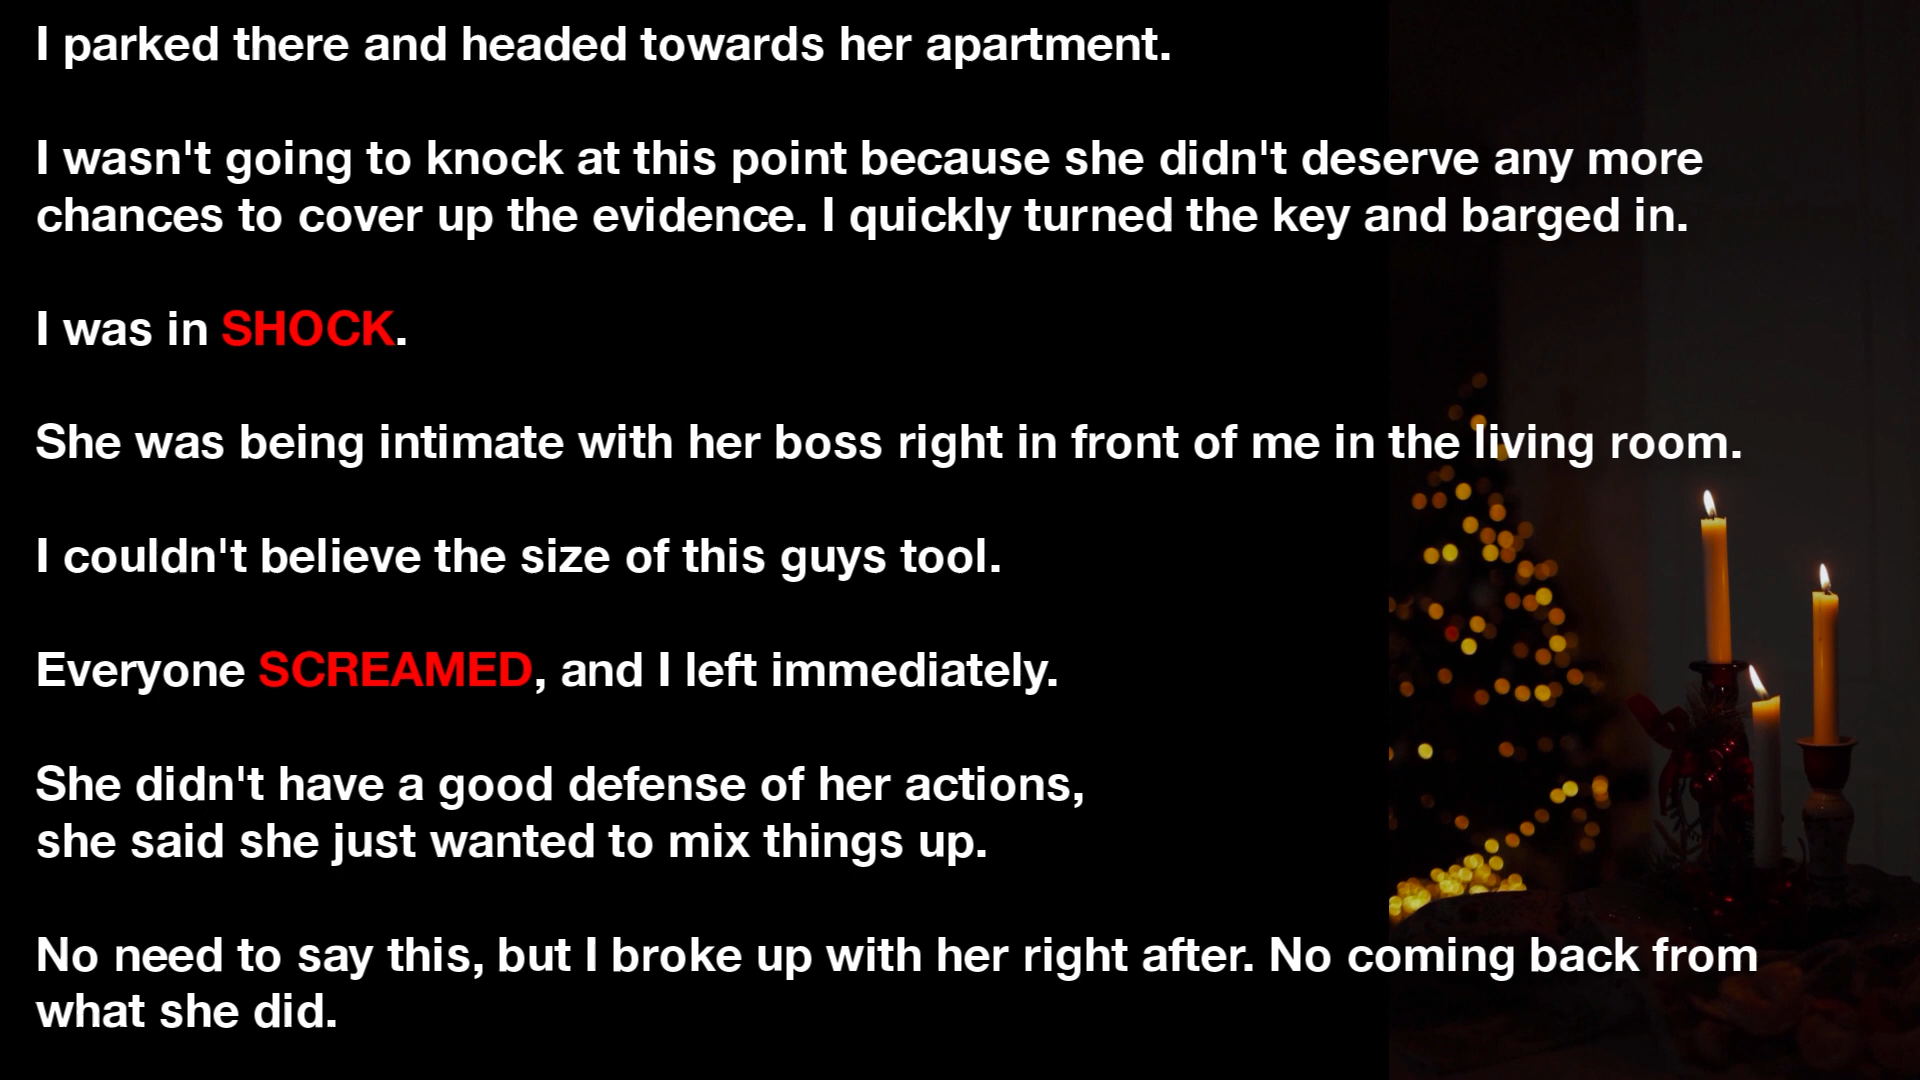 I parked there and headed towards her apartment.
I wasn't going to knock at this point because she didn't deserve any more
chances to cover up the evidence. I quickly turned the key and barged in.
I was in SHOCK.
She was being intimate with her boss right in front of me in the living room.
I couldn't believe the size of this guys tool.
Everyone SCREAMED, and I left immediately.
She didn't have a good defense of her actions,
she said she just wanted to mix things up.
No need to say this, but I broke up with her right after. No coming back from
what she did.